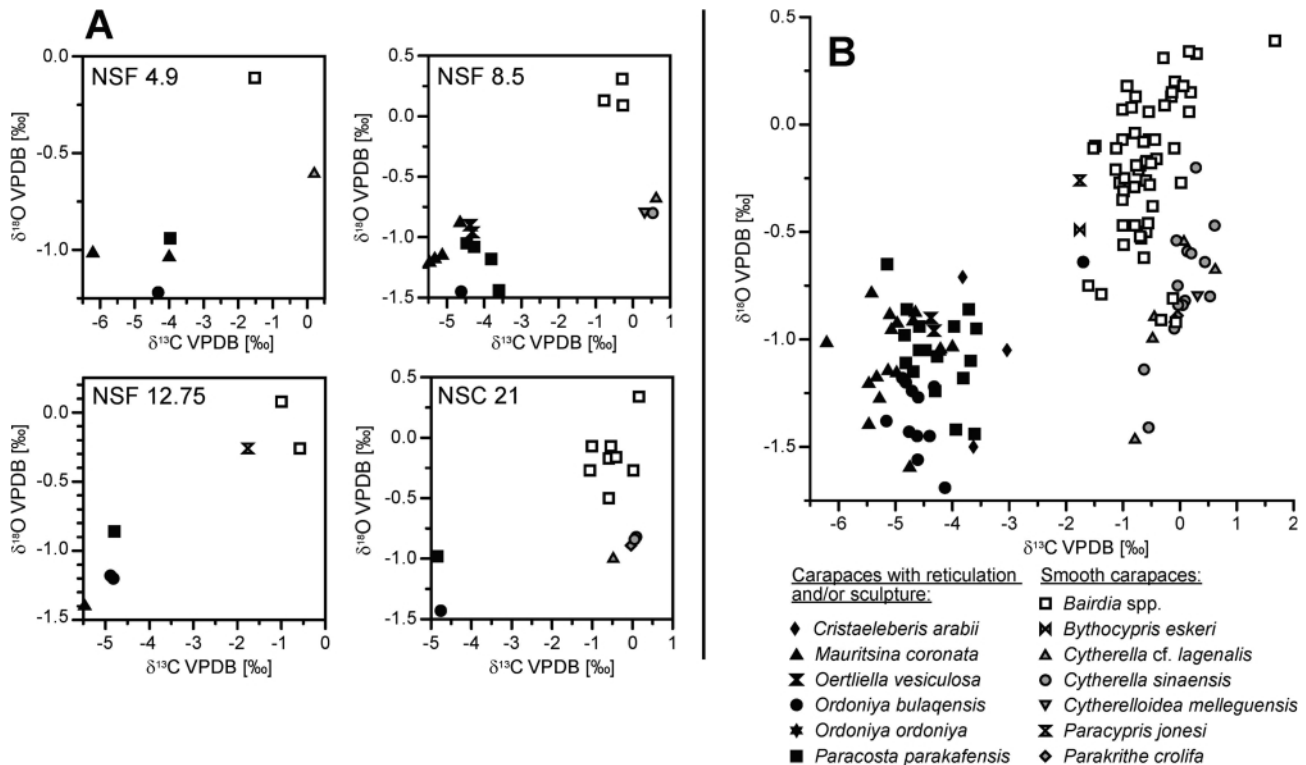 A
NSF 4.9
0.0
-0.5
-1.0
δ18O VPDB [‰]
-6 -5 -4 -3 -2 -1 0
δ13C VPDB [‰]
NSF 8.5
0.5
0.0
-0.5
-1.0
-1.5
δ18O VPDB [‰]
-5 -4 -3 -2 -1 0 1
δ13C VPDB [‰]
NSF 12.75
0.0
-0.5
-1.0
-1.5
δ18O VPDB [‰]
-5 -4 -3 -2 -1 0
δ13C VPDB [‰]
NSC 21
0.5
0.0
-0.5
-1.0
-1.5
δ18O VPDB [‰]
-5 -4 -3 -2 -1 0 1
δ13C VPDB [‰]
B
0.5
0.0
-0.5
-1.0
-1.5
δ18O VPDB [‰]
-6 -5 -4 -3 -2 -1 0 1 2
δ13C VPDB [‰]
Carapaces with reticulation
and/or sculpture:
Cristaeleberis arabii
Mauritsina coronata
Oertliella vesiculosa
Ordoniya bulaqensis
Ordoniya ordoniya
Paracosta parakafensis
Smooth carapaces:
Bairdia spp.
Bythocypris eskeri
Cytherella cf. lagenalis
Cytherella sinaensis
Cytherelloidea melleguensis
Paracypris jonesi
Parakrithe crolifa